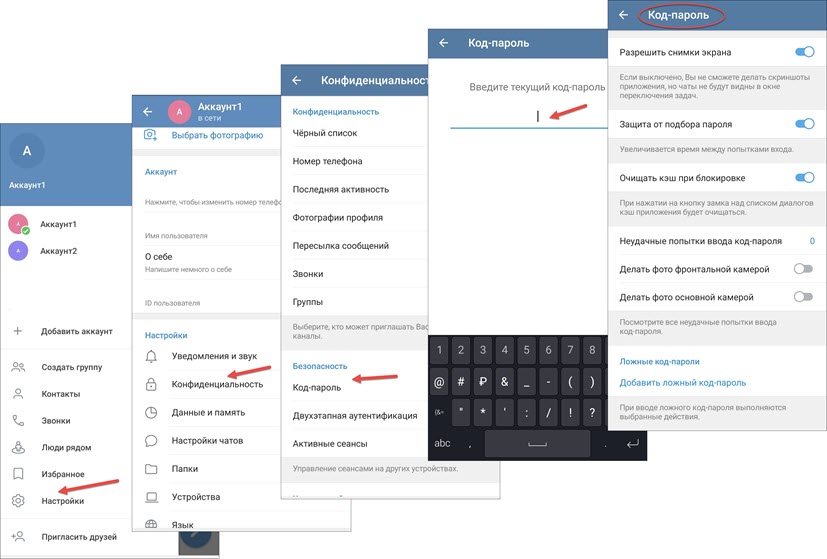 А
Аккаунт1
А
Аккаунт1
А
Аккаунт2
Добавить аккаунт
Создать группу
Контакты
Звонки
Люди рядом
Избранное
Настройки
Пригласить друзей
А
Аккаунт1
в сети
Выбрать фотографию
Аккаунт
Нажмите, чтобы изменить номер телефо
Имя пользователя
О себе
Напишите немного о себе
ID пользователя
Настройки
Уведомления и звук
Конфиденциальность
Данные и память
Настройки чатов
Папки
Устройства
Язык
Конфиденциальност
Конфиденциальность
Чёрный список
Номер телефона
Последняя активность
Фотографии профиля
Пересылка сообщений
Звонки
Группы
Выберите, кто может приглашать Вас
каналы.
Безопасность
Код-пароль
Двухэтапная аутентификация
Активные сеансы
Управление сеансами на других устройствах.
Код-пароль
Введите текущий код-пароль
1 2 3 4 5 6 7 8
@ # ₽ & _ - ( )
{&= " * ' : / ! ?
abc , .
Код-пароль
Разрешить снимки экрана
Если выключено, Вы не сможете делать скриншоты
приложения, но чаты не будут видны в окне
переключения задач.
Защита от подбора пароля
Увеличивается время между попытками входа.
Очищать кэш при блокировке
При нажатии на кнопку замка над списком диалогов
кэш приложения будет очищаться.
Неудачные попытки ввода код-пароля 0
Делать фото фронтальной камерой
Делать фото основной камерой
Посмотрите все неудачные попытки ввода
код-пароля.
Ложные код-пароли
Добавить ложный код-пароль
При вводе ложного код-пароля выполняются
выбранные действия.